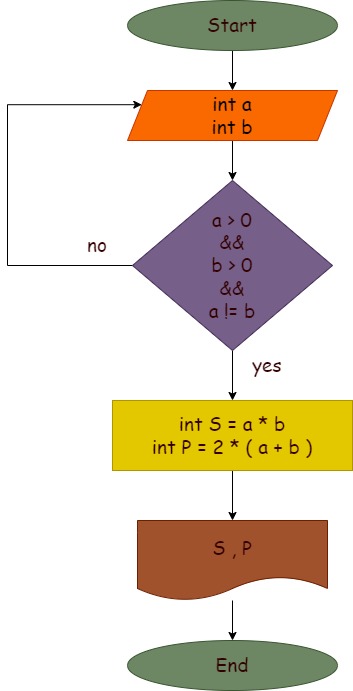 Start
int a
int b
a > 0
&&
b > 0
&&
a != b
no
yes
int S = a * b
int P = 2 * ( a + b )
S , P
End